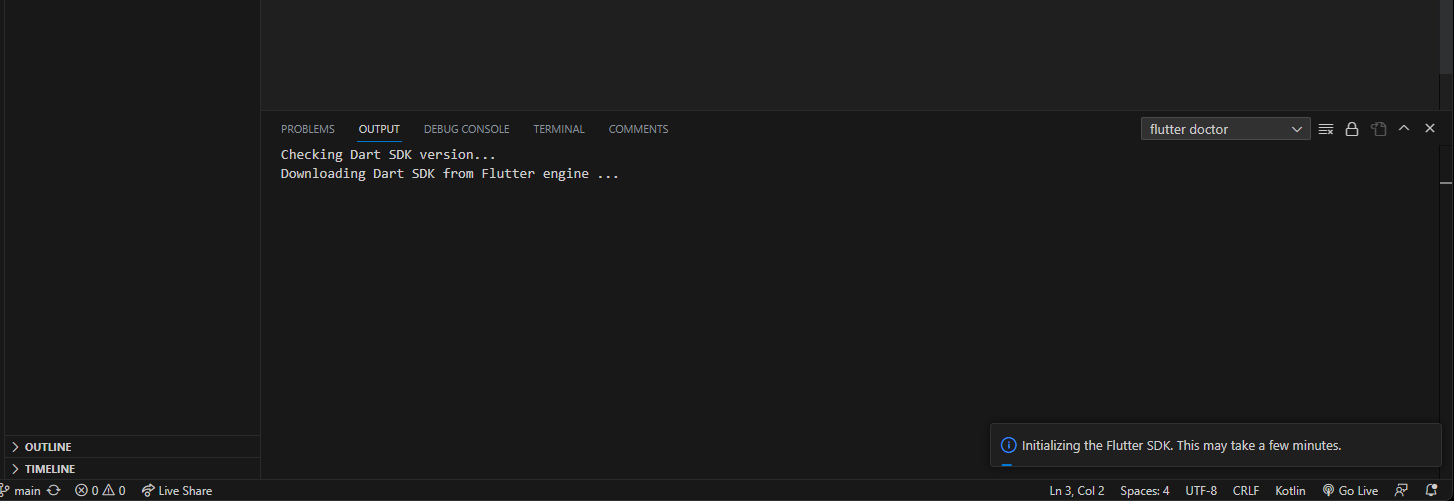 PROBLEMS OUTPUT DEBUG CONSOLE TERMINAL COMMENTS flutter doctor
Checking Dart SDK version...
Downloading Dart SDK from Flutter engine ...
Initializing the Flutter SDK. This may take a few minutes.
OUTLINE
TIMELINE
main 0 0 Live Share Ln 3, Col 2 Spaces: 4 UTF-8 CRLF Kotlin Go Live